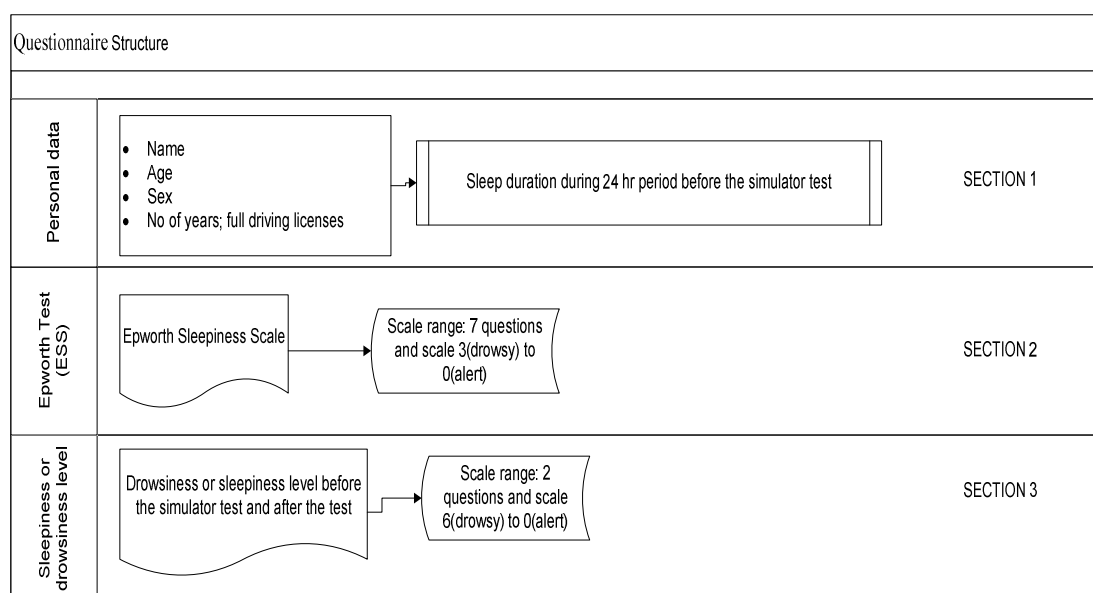 Questionnaire Structure
Personal data
• Name
• Age
• Sex
• No of years; full driving licenses
Sleep duration during 24 hr period before the simulator test
SECTION 1
Epworth Test
(ESS)
Epworth Sleepiness Scale
Scale range: 7 questions
and scale 3(drowsy) to
0(alert)
SECTION 2
Sleepiness or
drowsiness level
Drowsiness or sleepiness level before
the simulator test and after the test
Scale range: 2
questions and scale
6(drowsy) to 0(alert)
SECTION 3